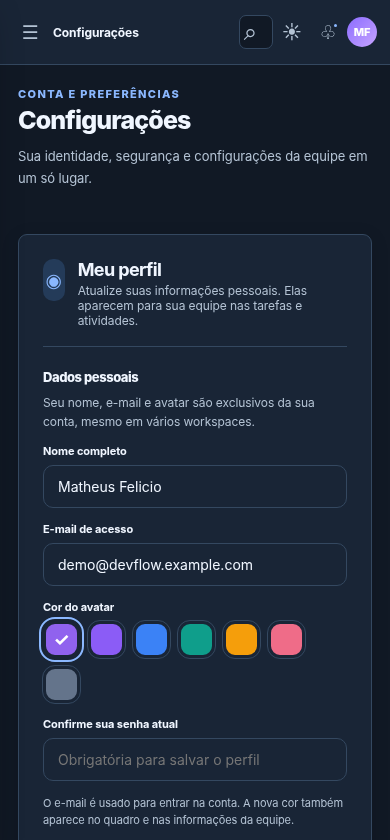 Configurações
MF
CONTA E PREFERÊNCIAS
Configurações
Sua identidade, segurança e configurações da equipe em
um só lugar.
Meu perfil
Atualize suas informações pessoais. Elas
aparecem para sua equipe nas tarefas e
atividades.
Dados pessoais
Seu nome, e-mail e avatar são exclusivos da sua
conta, mesmo em vários workspaces.
Nome completo
Matheus Felicio
E-mail de acesso
demo@devflow.example.com
Cor do avatar
Confirme sua senha atual
Obrigatória para salvar o perfil
O e-mail é usado para entrar na conta. A nova cor também
aparece no quadro e nas informações da equipe.